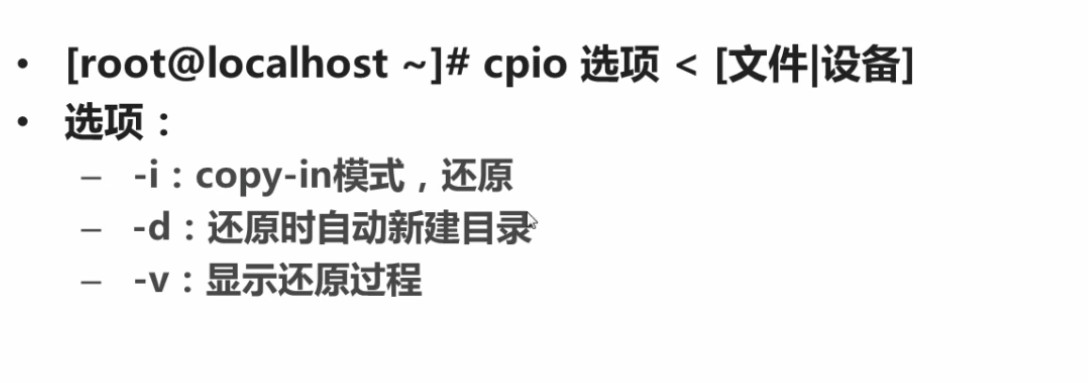 • [root@localhost ~]# cpio 选项 < [文件|设备]
• 选项：
– -i：copy-in模式，还原
– -d：还原时自动新建目录
– -v：显示还原过程